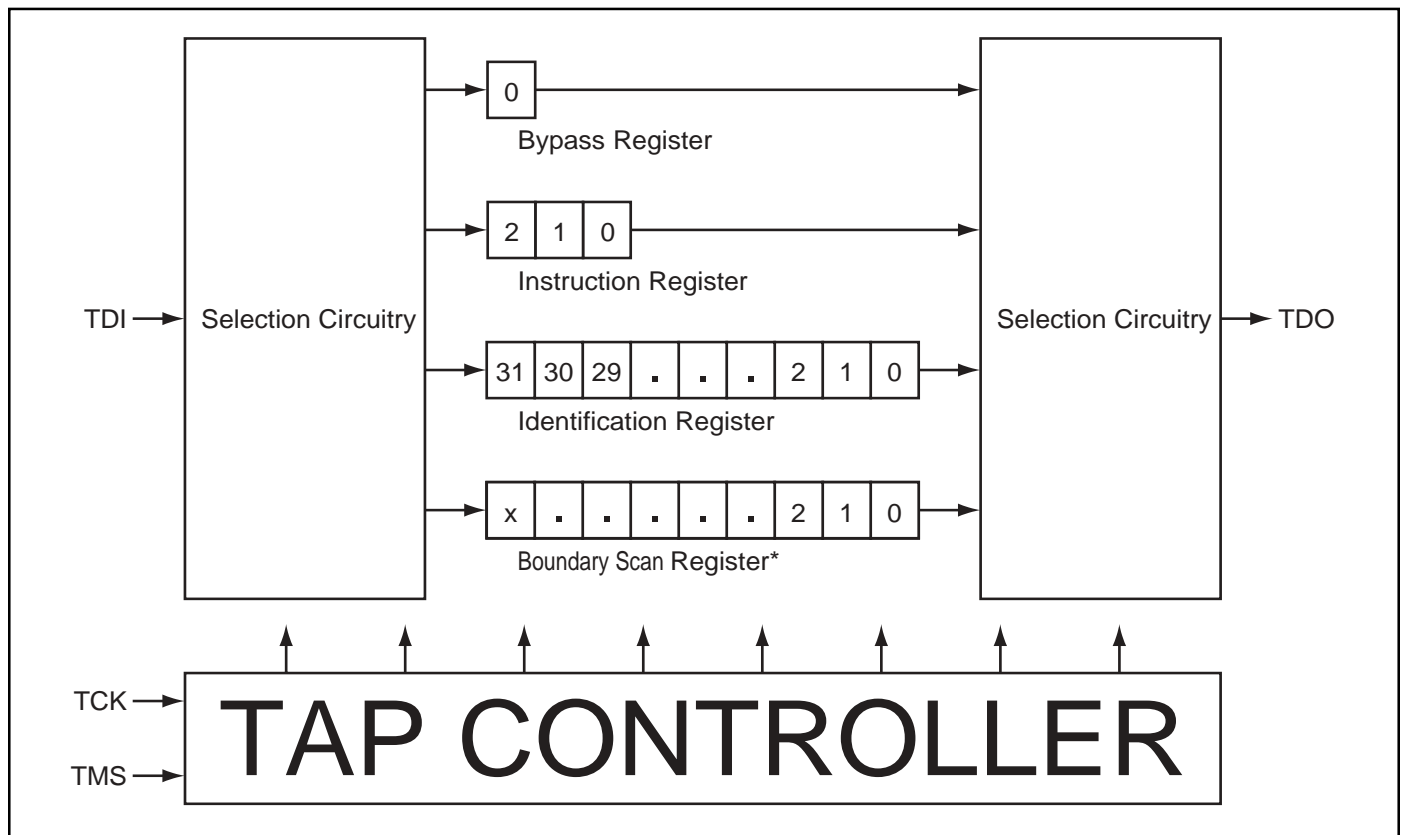 0
Bypass Register
2 1 0
Instruction Register
TDI Selection Circuitry Selection Circuitry TDO
31 30 29 . . . 2 1 0
Identification Register
x . . . . . 2 1 0
Boundary Scan Register*
TCK
TAP CONTROLLER
TMS